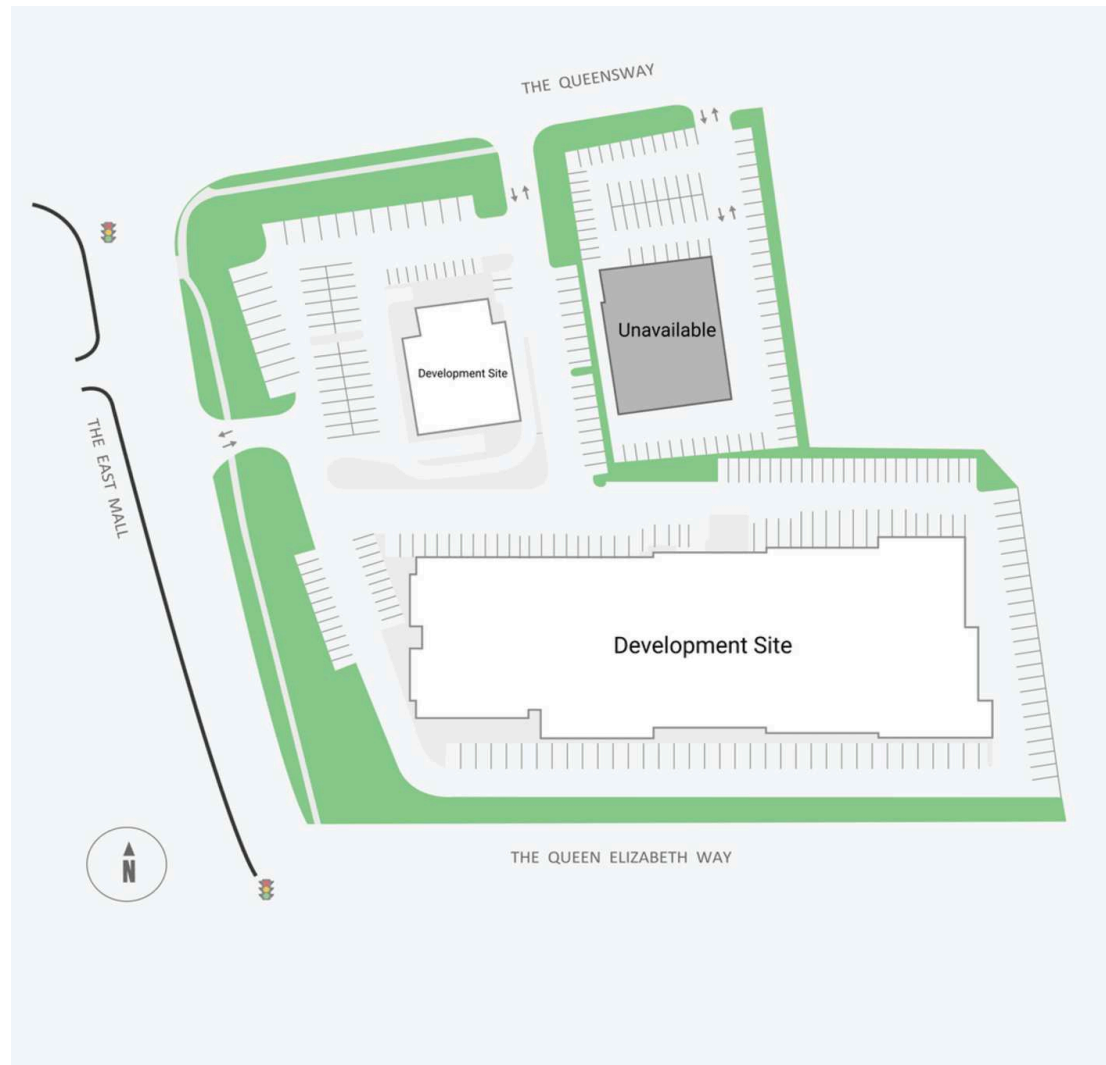 THE QUEENSWAY
Unavailable
Development Site
THE EAST MALL
Development Site
THE QUEEN ELIZABETH WAY
N